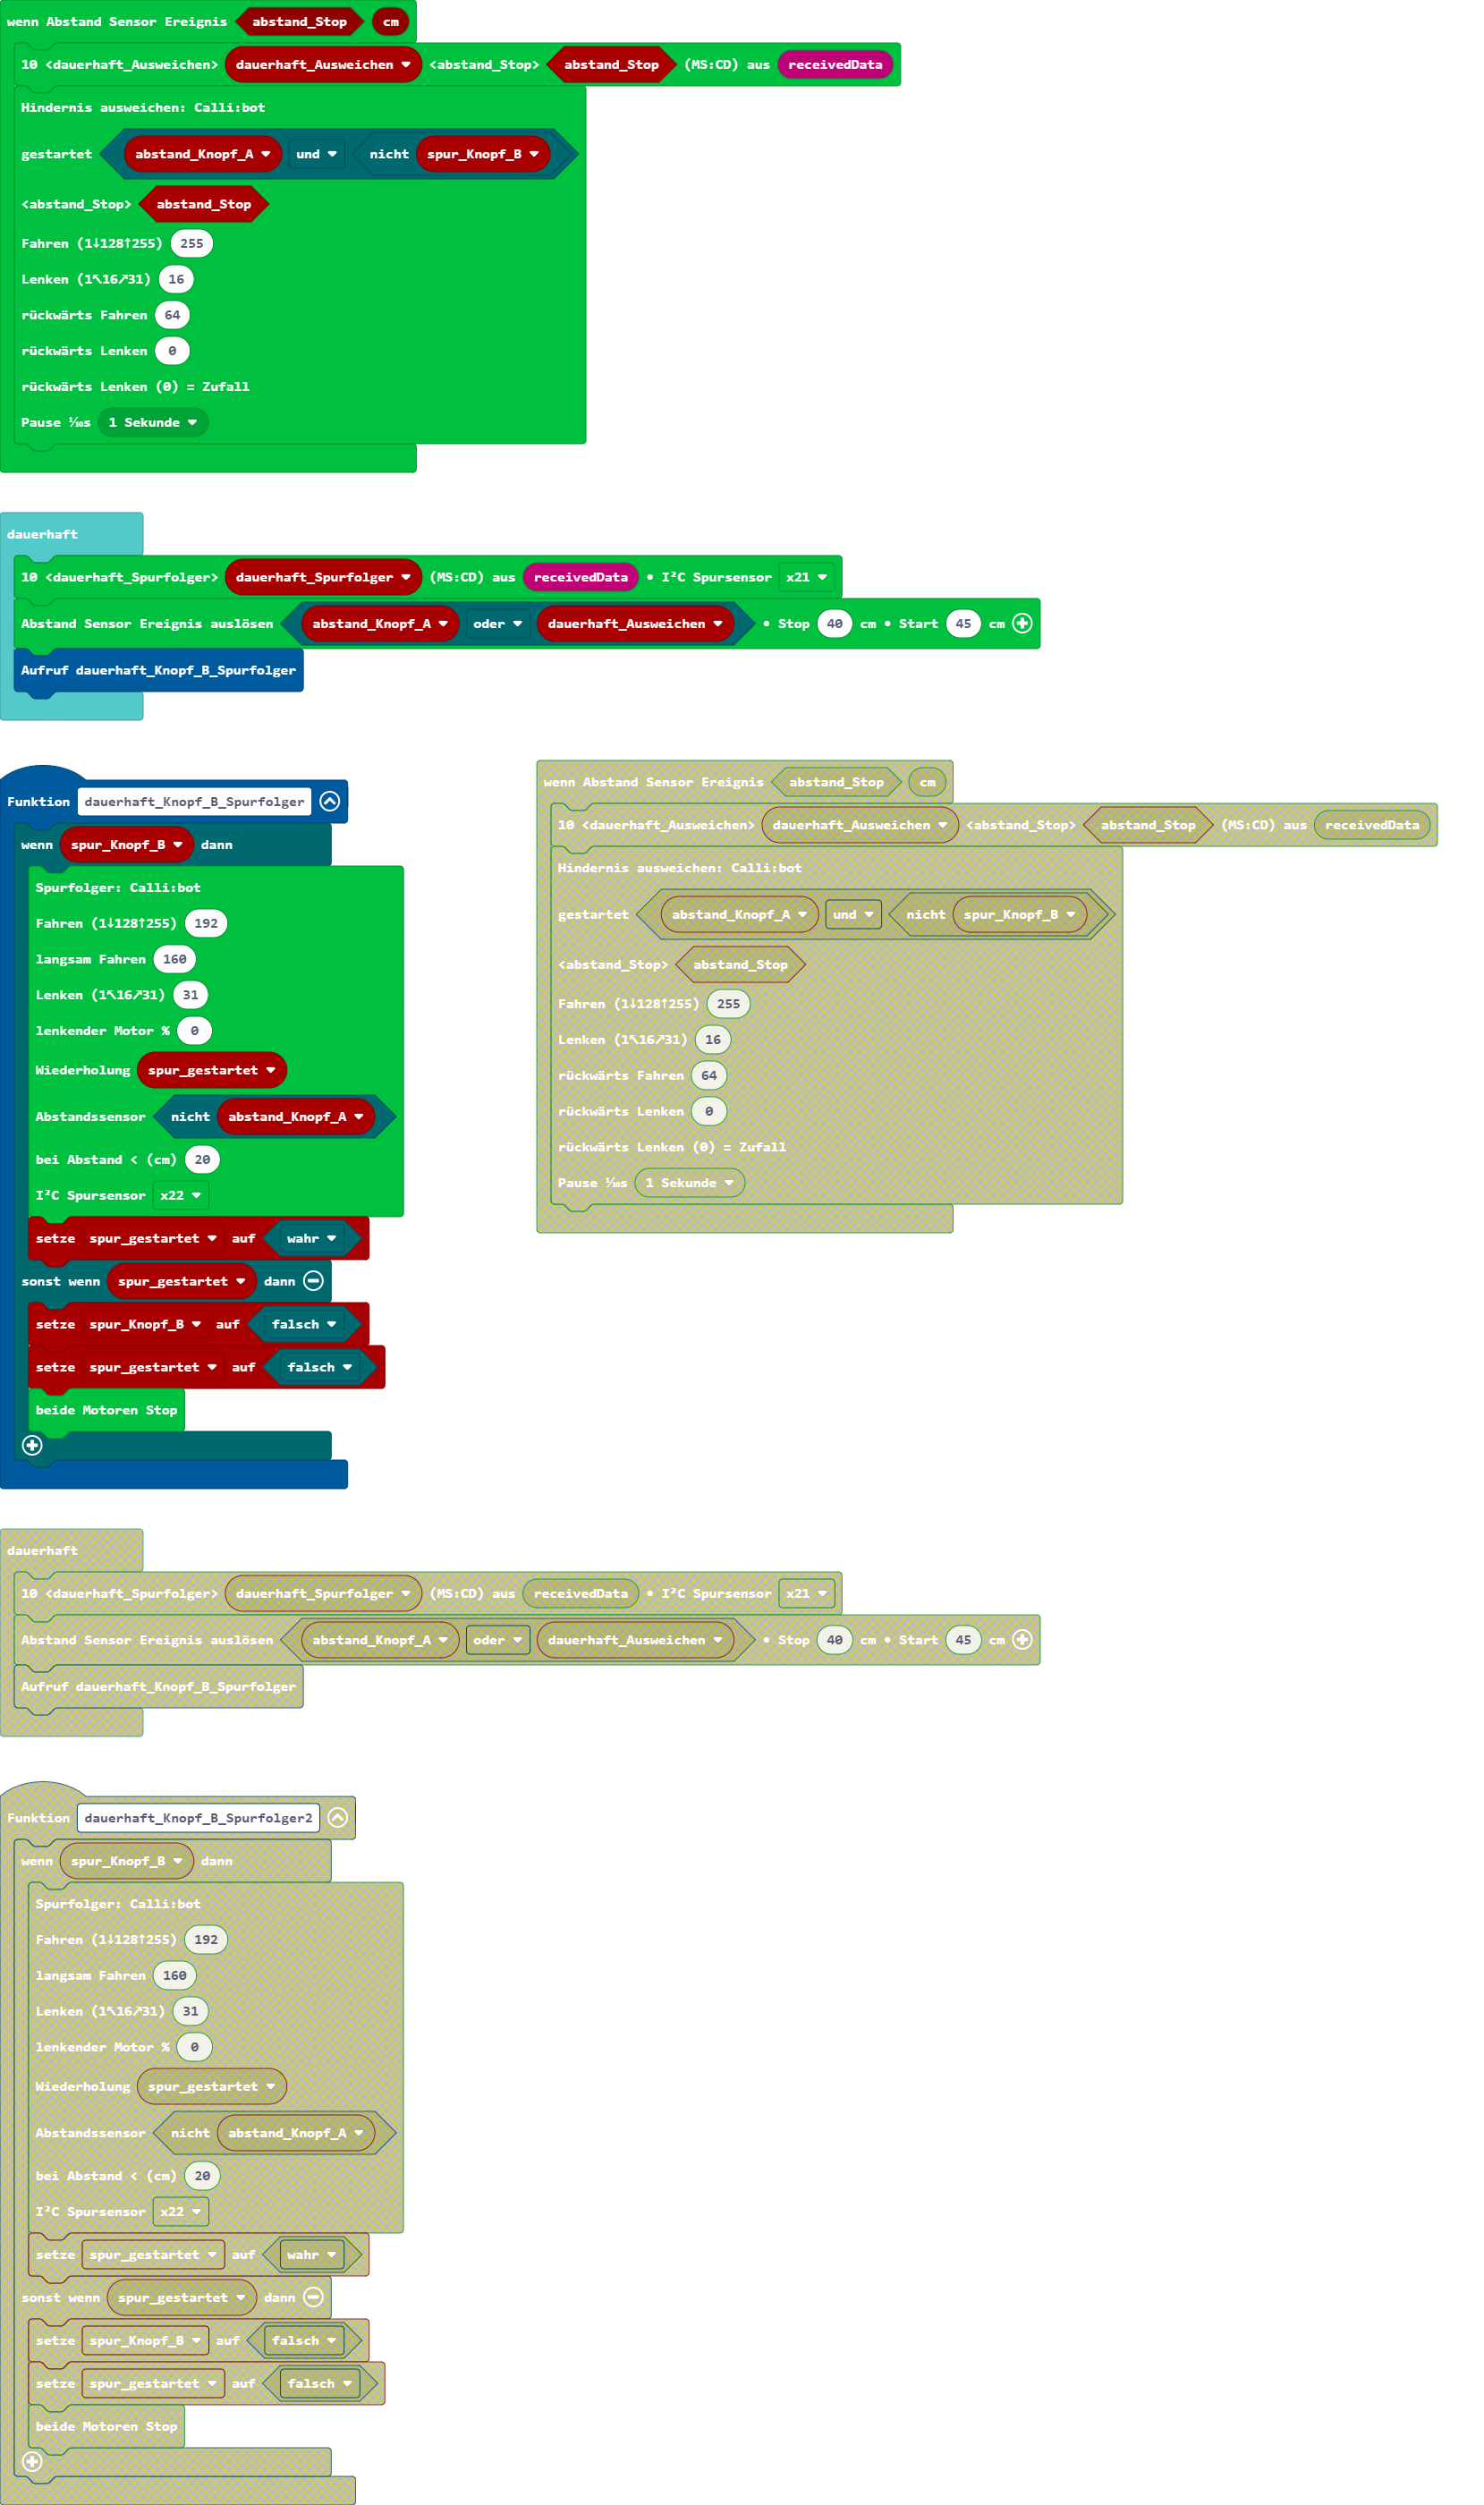 wenn Abstand Sensor Ereignis abstand_Stop cm
10 <dauerhaft_Ausweichen> dauerhaft_Ausweichen <abstand_Stop> abstand_Stop (MS:CD) aus receivedData
Hindernis ausweichen: Calli:bot
gestartet abstand_Knopf_A und nicht spur_Knopf_B
<abstand_Stop> abstand_Stop
Fahren (1↓128↑255) 255
Lenken (1↖16↗31) 16
rückwärts Fahren 64
rückwärts Lenken 0
rückwärts Lenken (0) = Zufall
Pause ⅒s 1 Sekunde
dauerhaft
10 <dauerhaft_Spurfolger> dauerhaft_Spurfolger (MS:CD) aus receivedData • I²C Spursensor x21
Abstand Sensor Ereignis auslösen abstand_Knopf_A oder dauerhaft_Ausweichen • Stop 40 cm • Start 45 cm
Aufruf dauerhaft_Knopf_B_Spurfolger
Funktion dauerhaft_Knopf_B_Spurfolger
wenn spur_Knopf_B dann
Spurfolger: Calli:bot
Fahren (1↓128↑255) 192
langsam Fahren 160
Lenken (1↖16↗31) 31
lenkender Motor % 0
Wiederholung spur_gestartet
Abstandssensor nicht abstand_Knopf_A
bei Abstand < (cm) 20
I²C Spursensor x22
setze spur_gestartet auf wahr
sonst wenn spur_gestartet dann
setze spur_Knopf_B auf falsch
setze spur_gestartet auf falsch
beide Motoren Stop
wenn Abstand Sensor Ereignis abstand_Stop cm
10 <dauerhaft_Ausweichen> dauerhaft_Ausweichen <abstand_Stop> abstand_Stop (MS:CD) aus receivedData
Hindernis ausweichen: Calli:bot
gestartet abstand_Knopf_A und nicht spur_Knopf_B
<abstand_Stop> abstand_Stop
Fahren (1↓128↑255) 255
Lenken (1↖16↗31) 16
rückwärts Fahren 64
rückwärts Lenken 0
rückwärts Lenken (0) = Zufall
Pause ⅒s 1 Sekunde
dauerhaft
10 <dauerhaft_Spurfolger> dauerhaft_Spurfolger (MS:CD) aus receivedData • I²C Spursensor x21
Abstand Sensor Ereignis auslösen abstand_Knopf_A oder dauerhaft_Ausweichen • Stop 40 cm • Start 45 cm
Aufruf dauerhaft_Knopf_B_Spurfolger
Funktion dauerhaft_Knopf_B_Spurfolger2
wenn spur_Knopf_B dann
Spurfolger: Calli:bot
Fahren (1↓128↑255) 192
langsam Fahren 160
Lenken (1↖16↗31) 31
lenkender Motor % 0
Wiederholung spur_gestartet
Abstandssensor nicht abstand_Knopf_A
bei Abstand < (cm) 20
I²C Spursensor x22
setze spur_gestartet auf wahr
sonst wenn spur_gestartet dann
setze spur_Knopf_B auf falsch
setze spur_gestartet auf falsch
beide Motoren Stop